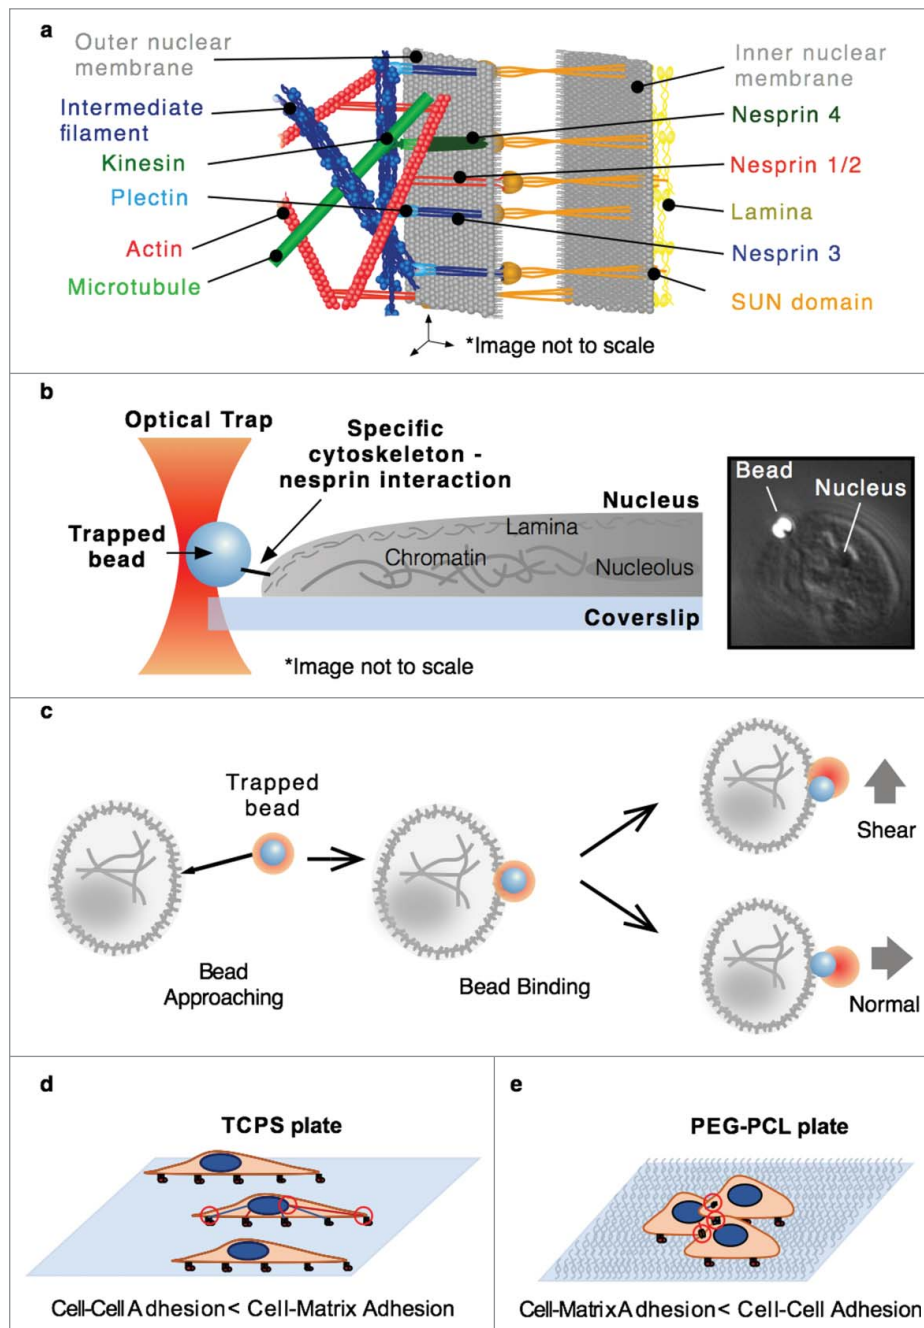 a
Outer nuclear
membrane
Intermediate
filament
Kinesin
Plectin
Actin
Microtubule
Inner nuclear
membrane
Nesprin 4
Nesprin 1/2
Lamina
Nesprin 3
SUN domain
*Image not to scale
b
Optical Trap
Specific
cytoskeleton -
nesprin interaction
Trapped
bead
Nucleus
Lamina
Chromatin
Nucleolus
Coverslip
*Image not to scale
Bead
Nucleus
c
Trapped
bead
Bead
Approaching
Bead Binding
Shear
Normal
d
TCPS plate
Cell-Cell Adhesion < Cell-Matrix Adhesion
e
PEG-PCL plate
Cell-Matrix Adhesion < Cell-Cell Adhesion